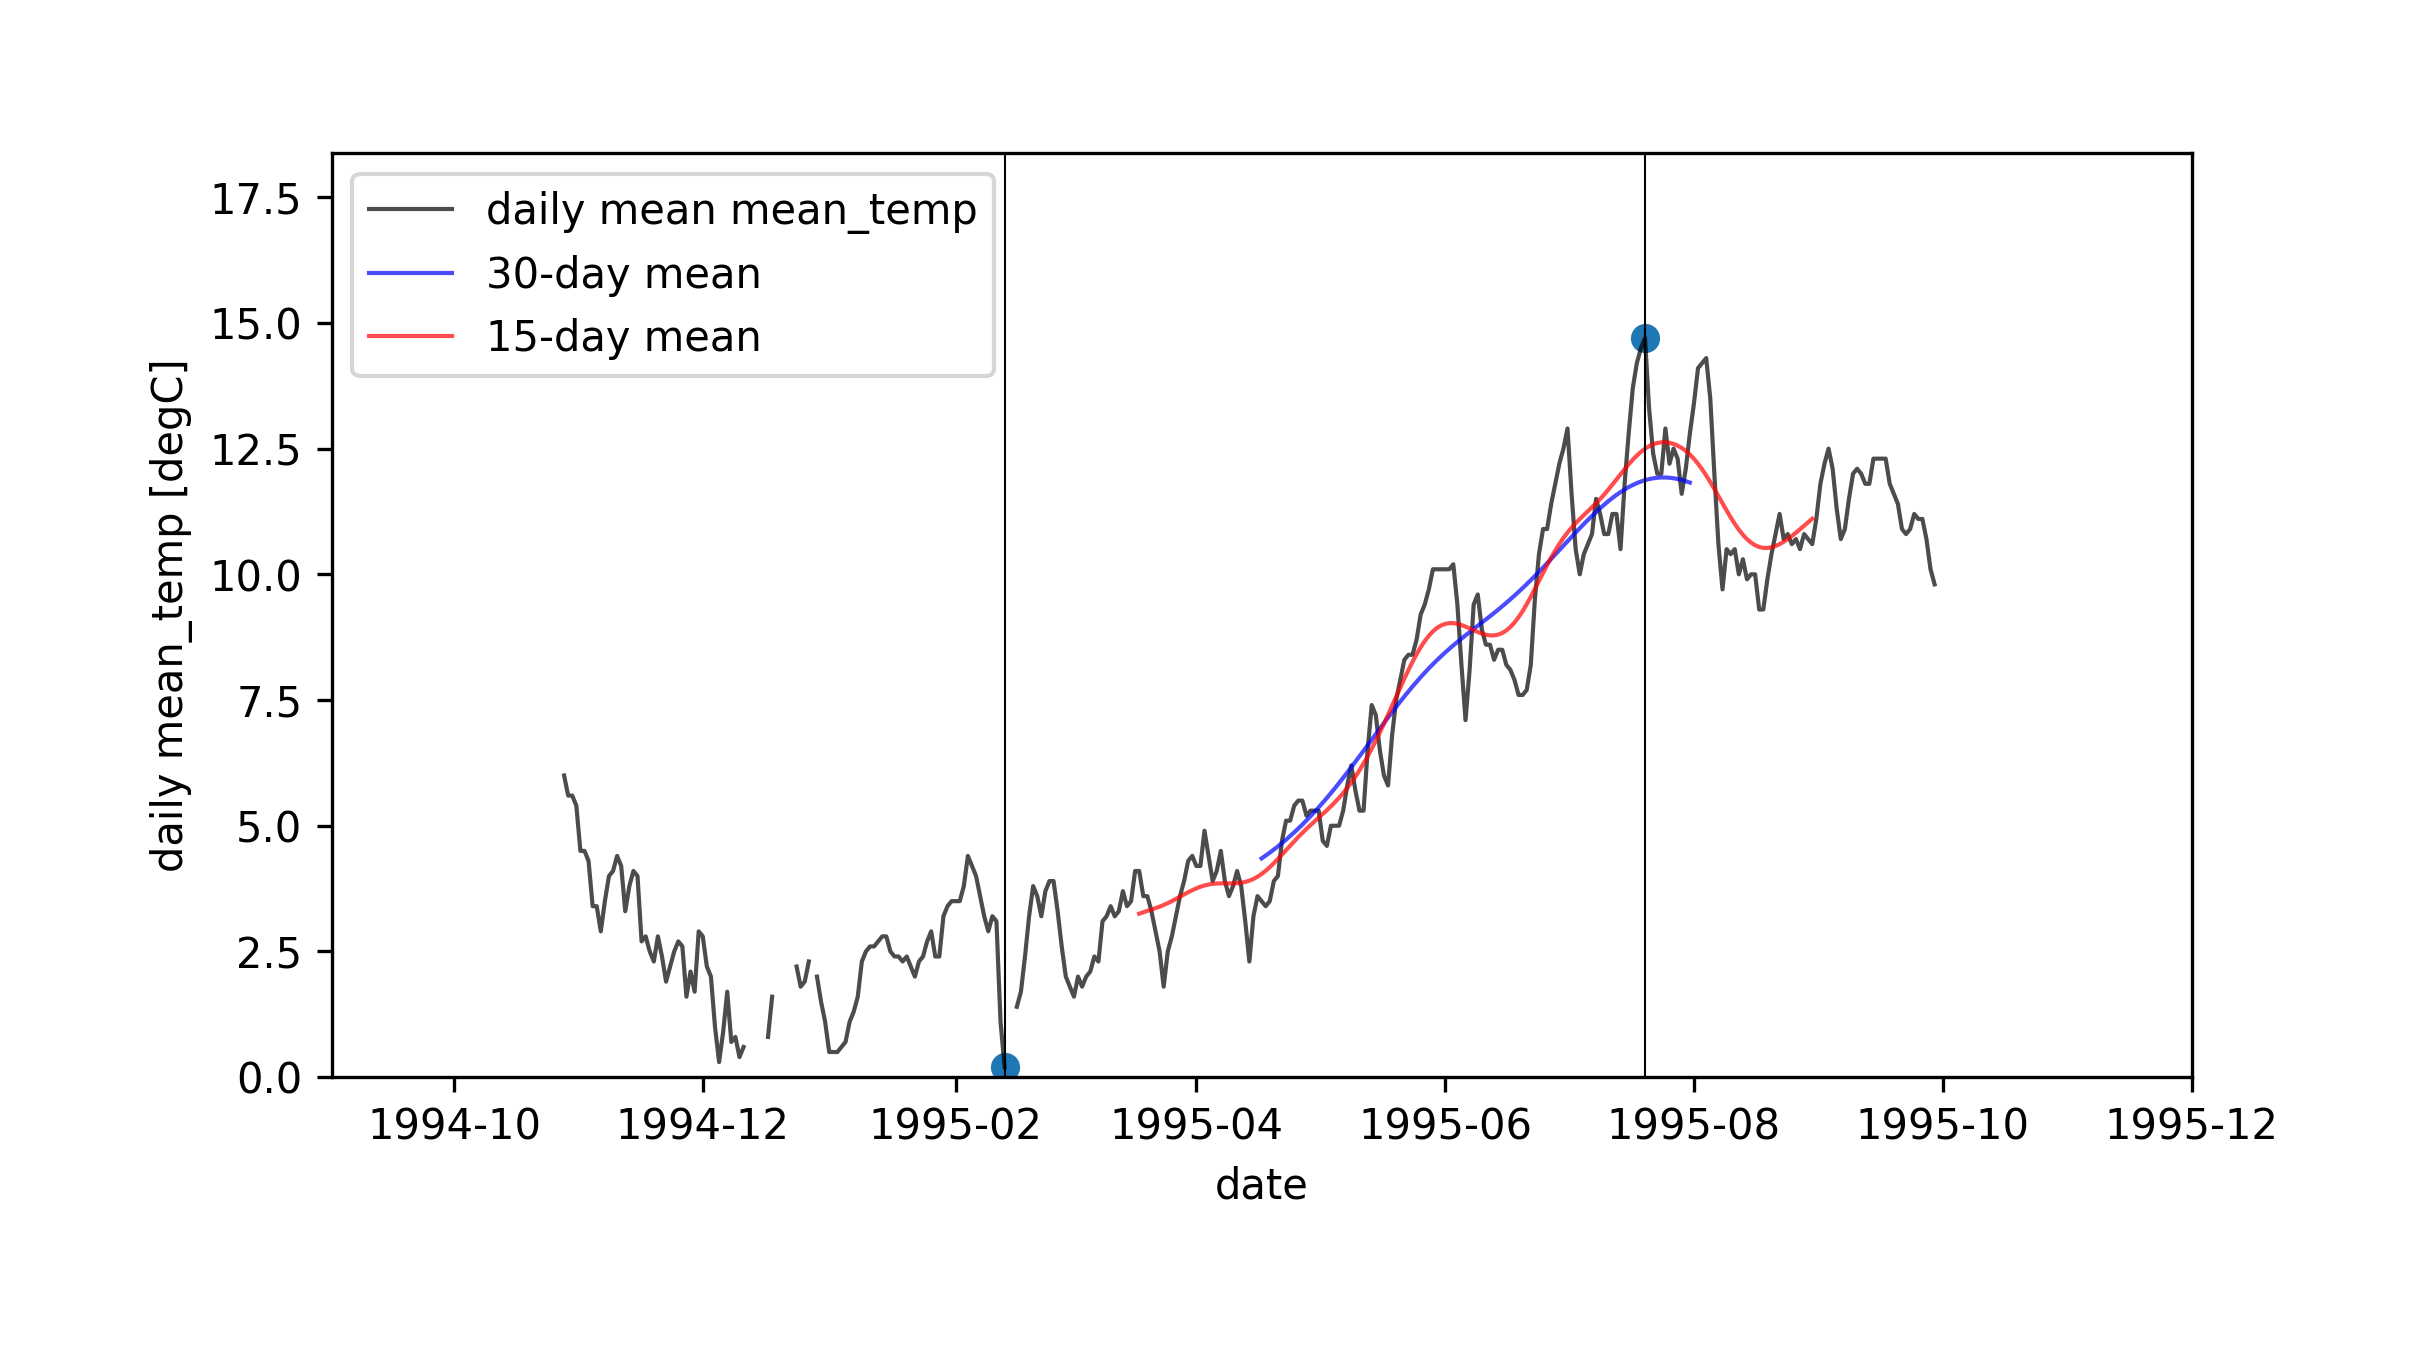 daily mean mean_temp
30-day mean
15-day mean
17.5
15.0
12.5
10.0
7.5
5.0
2.5
0.0
daily mean_temp [degC]
1994-10 1994-12 1995-02 1995-04 1995-06 1995-08 1995-10 1995-12
date